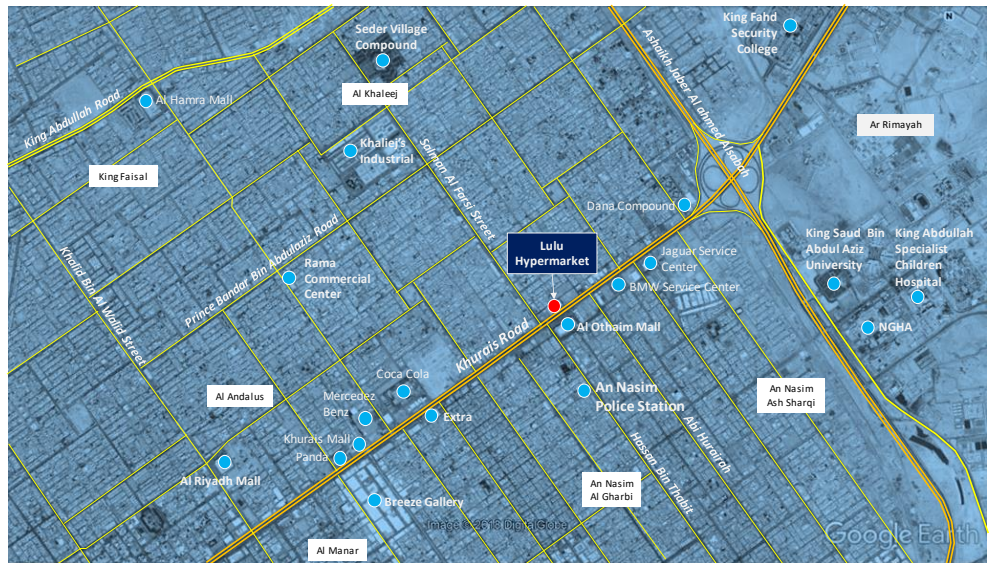 King Fahd
Security
College
N
Seder Village
Compound
Ashaikh Jaber Al ahmed Alsabah
Al Khaleej
King Abdullah Road
Al Hamra Mall
Ar Rimayah
Khaliej's
Industrial
Salman Al Farsi Street
King Faisal
Dana Compound
Prince Bandar Bin Abdulaziz Road
Lulu
Hypermarket
King Saud Bin
Abdul Aziz
University
King Abdullah
Specialist
Children
Hospital
Khalid Bin Al Walid Street
Rama
Commercial
Center
Jaguar Service
Center
BMW Service Center
Al Othaim Mall
NGHA
Khurais Road
Coca Cola
Mercedez
Benz
An Nasim
Police Station
An Nasim
Ash Sharqi
Al Andalus
Extra
Khurais Mall
Panda
Abi Hurairah
Hassan Bin Thabit
Al Riyadh Mall
An Nasim
Al Gharbi
Breeze Gallery
Image © 2018 DigitalGlobe
Google Earth
Al Manar